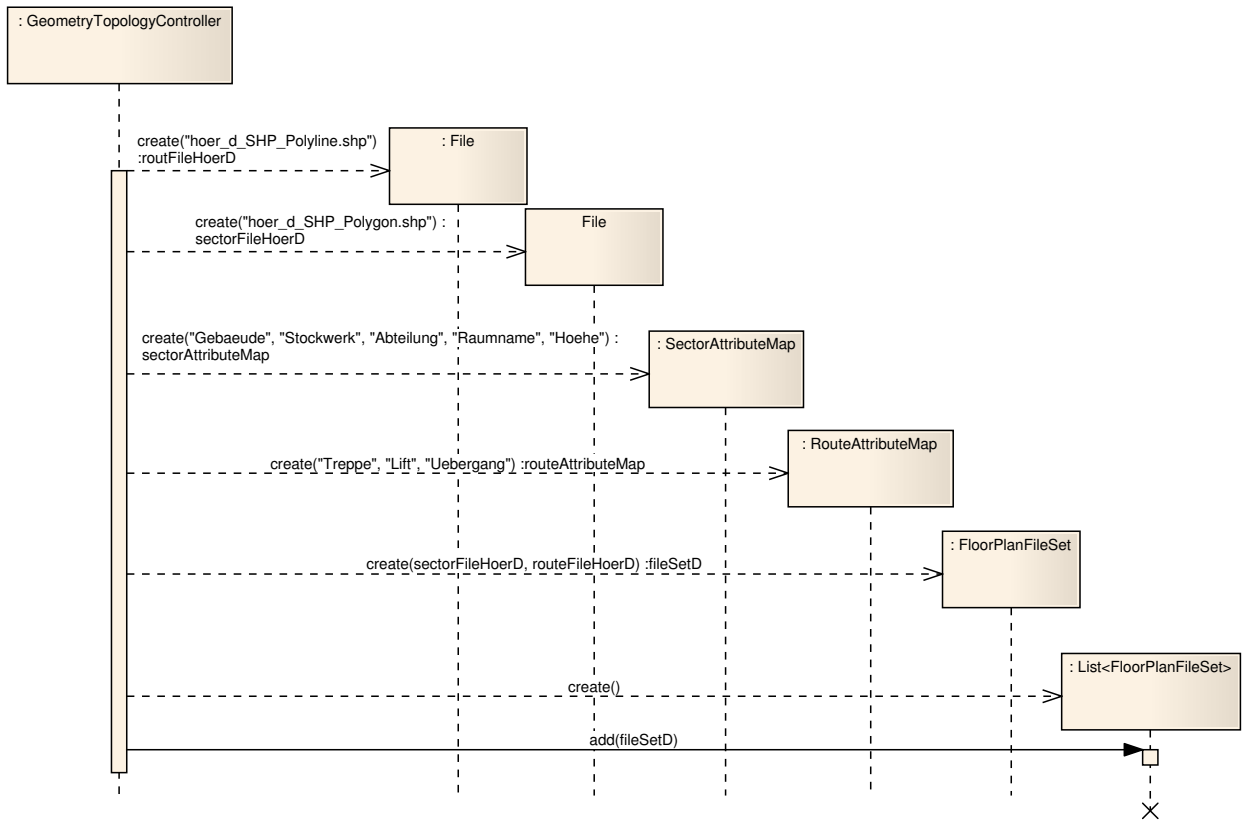 : GeometryTopologyController
create("hoer_d_SHP_Polyline.shp")
:routFileHoerD
: File
create("hoer_d_SHP_Polygon.shp") :
sectorFileHoerD
File
create("Gebaeude", "Stockwerk", "Abteilung", "Raumname", "Hoehe") :
sectorAttributeMap
: SectorAttributeMap
create("Treppe", "Lift", "Uebergang") :routeAttributeMap
: RouteAttributeMap
create(sectorFileHoerD, routeFileHoerD) :fileSetD
: FloorPlanFileSet
create()
: List<FloorPlanFileSet>
add(fileSetD)